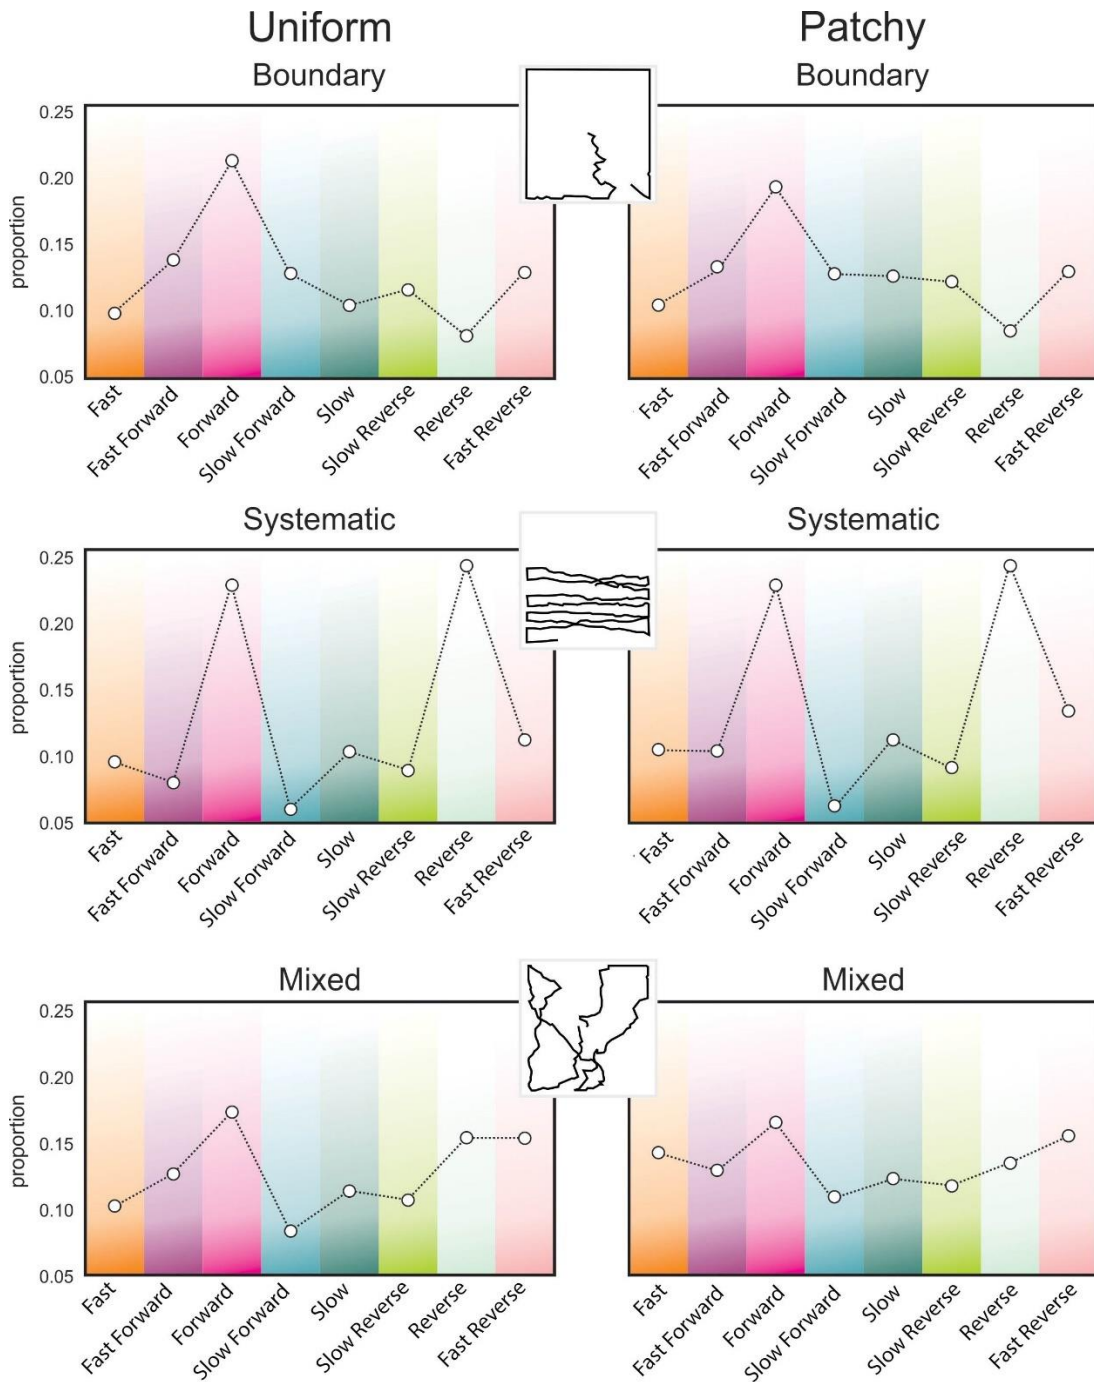 Uniform
Patchy
Boundary
Boundary
proportion
0.25
0.20
0.15
0.10
0.05
Fast
Fast Forward
Forward
Slow Forward
Slow
Slow Reverse
Reverse
Fast Reverse
Fast
Fast Forward
Forward
Slow Forward
Slow
Slow Reverse
Reverse
Fast Reverse
Systematic
Systematic
proportion
0.25
0.20
0.15
0.10
0.05
Fast
Fast Forward
Forward
Slow Forward
Slow
Slow Reverse
Reverse
Fast Reverse
Fast
Fast Forward
Forward
Slow Forward
Slow
Slow Reverse
Reverse
Fast Reverse
Mixed
Mixed
proportion
0.25
0.20
0.15
0.10
0.05
Fast
Fast Forward
Forward
Slow Forward
Slow
Slow Reverse
Reverse
Fast Reverse
Fast
Fast Forward
Forward
Slow Forward
Slow
Slow Reverse
Reverse
Fast Reverse